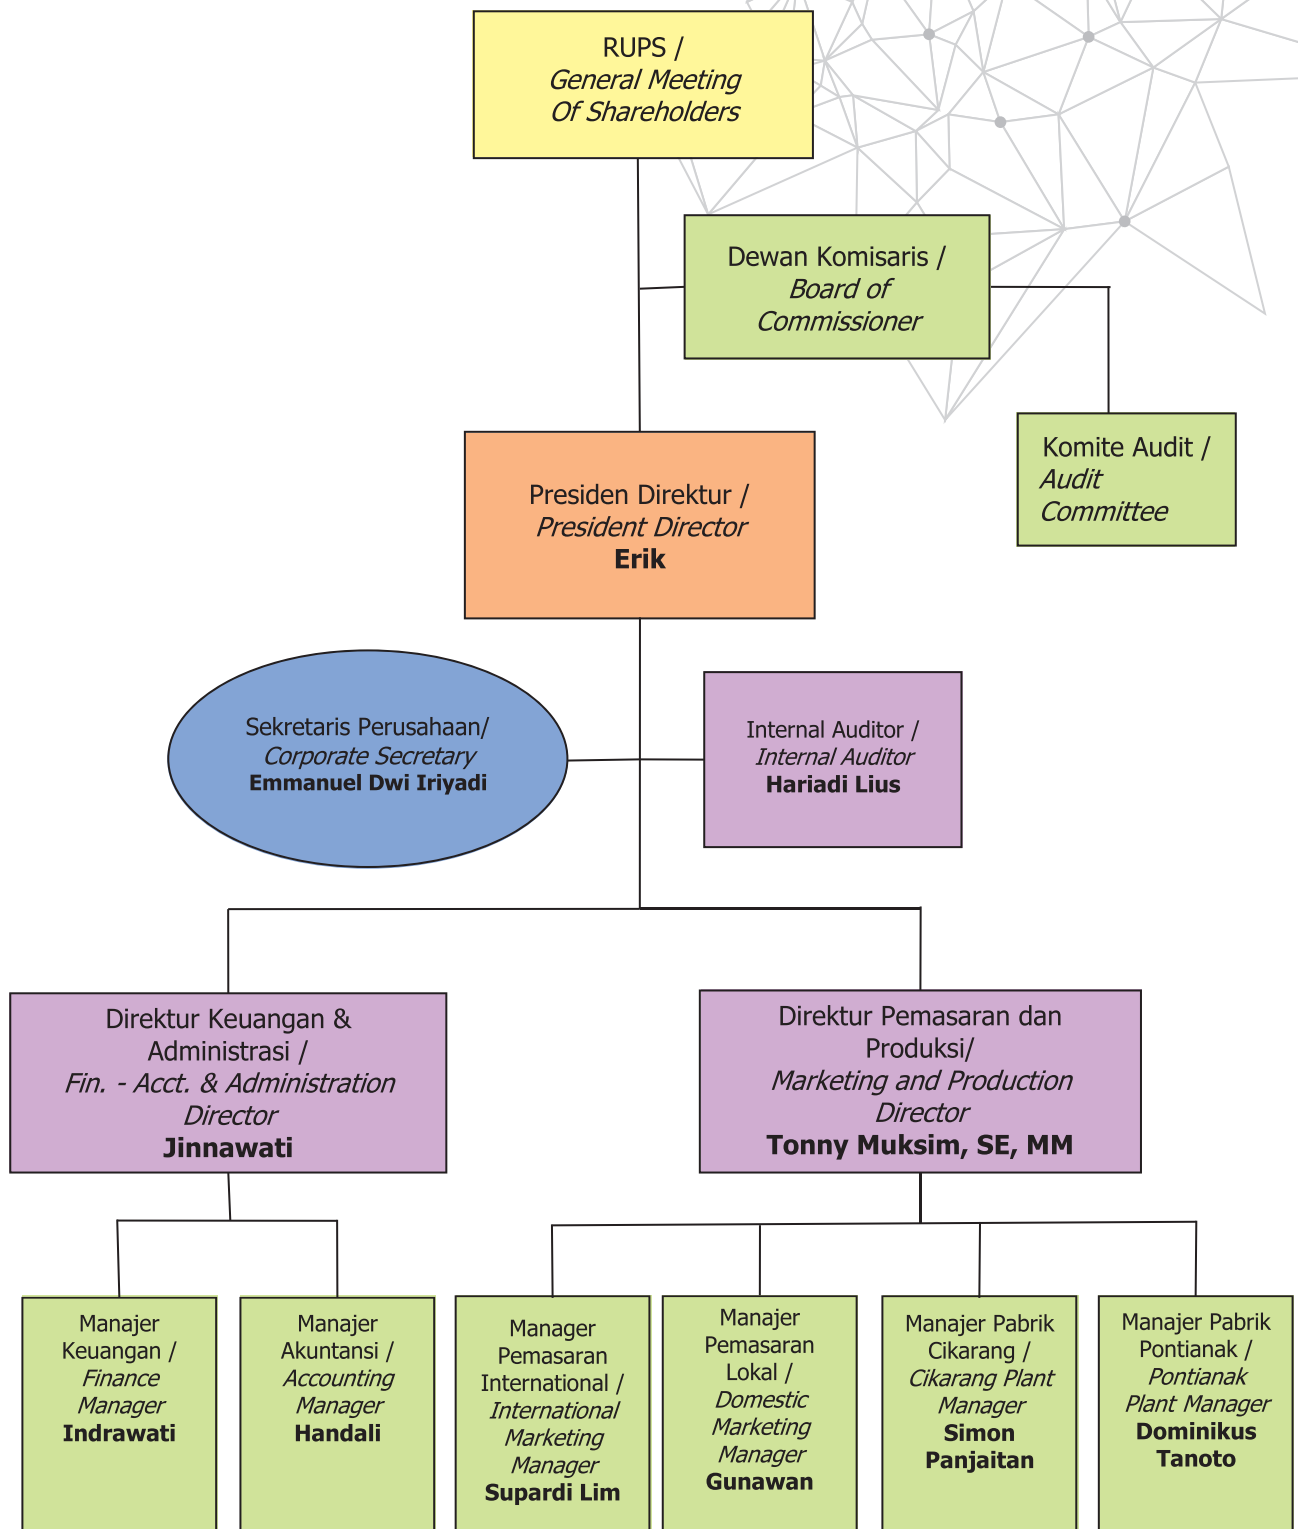 RUPS /
General Meeting
Of Shareholders
Dewan Komisaris /
Board of
Commissioner
Komite Audit /
Audit
Committee
Presiden Direktur /
President Director
Erik
Sekretaris Perusahaan/
Corporate Secretary
Emmanuel Dwi Iriyadi
Internal Auditor /
Internal Auditor
Hariadi Lius
Direktur Keuangan &
Administrasi /
Fin. - Acct. & Administration
Director
Jinnawati
Direktur Pemasaran dan
Produksi/
Marketing and Production
Director
Tonny Muksim, SE, MM
Manajer
Keuangan /
Finance
Manager
Indrawati
Manajer
Akuntansi /
Accounting
Manager
Handali
Manager
Pemasaran
International /
International
Marketing
Manager
Supardi Lim
Manajer
Pemasaran
Lokal /
Domestic
Marketing
Manager
Gunawan
Manajer Pabrik
Cikarang /
Cikarang Plant
Manager
Simon
Panjaitan
Manajer Pabrik
Pontianak /
Pontianak
Plant Manager
Dominikus
Tanoto